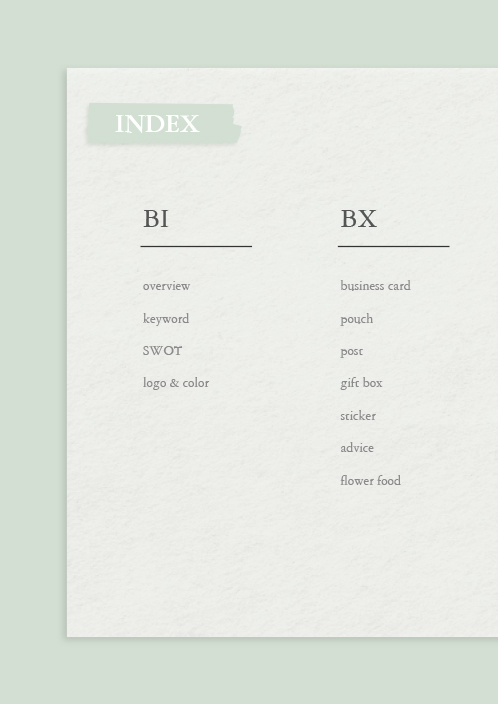 INDEX
BI
overview
keyword
SWOT
logo & color
BX
business card
pouch
post
gift box
sticker
advice
flower food